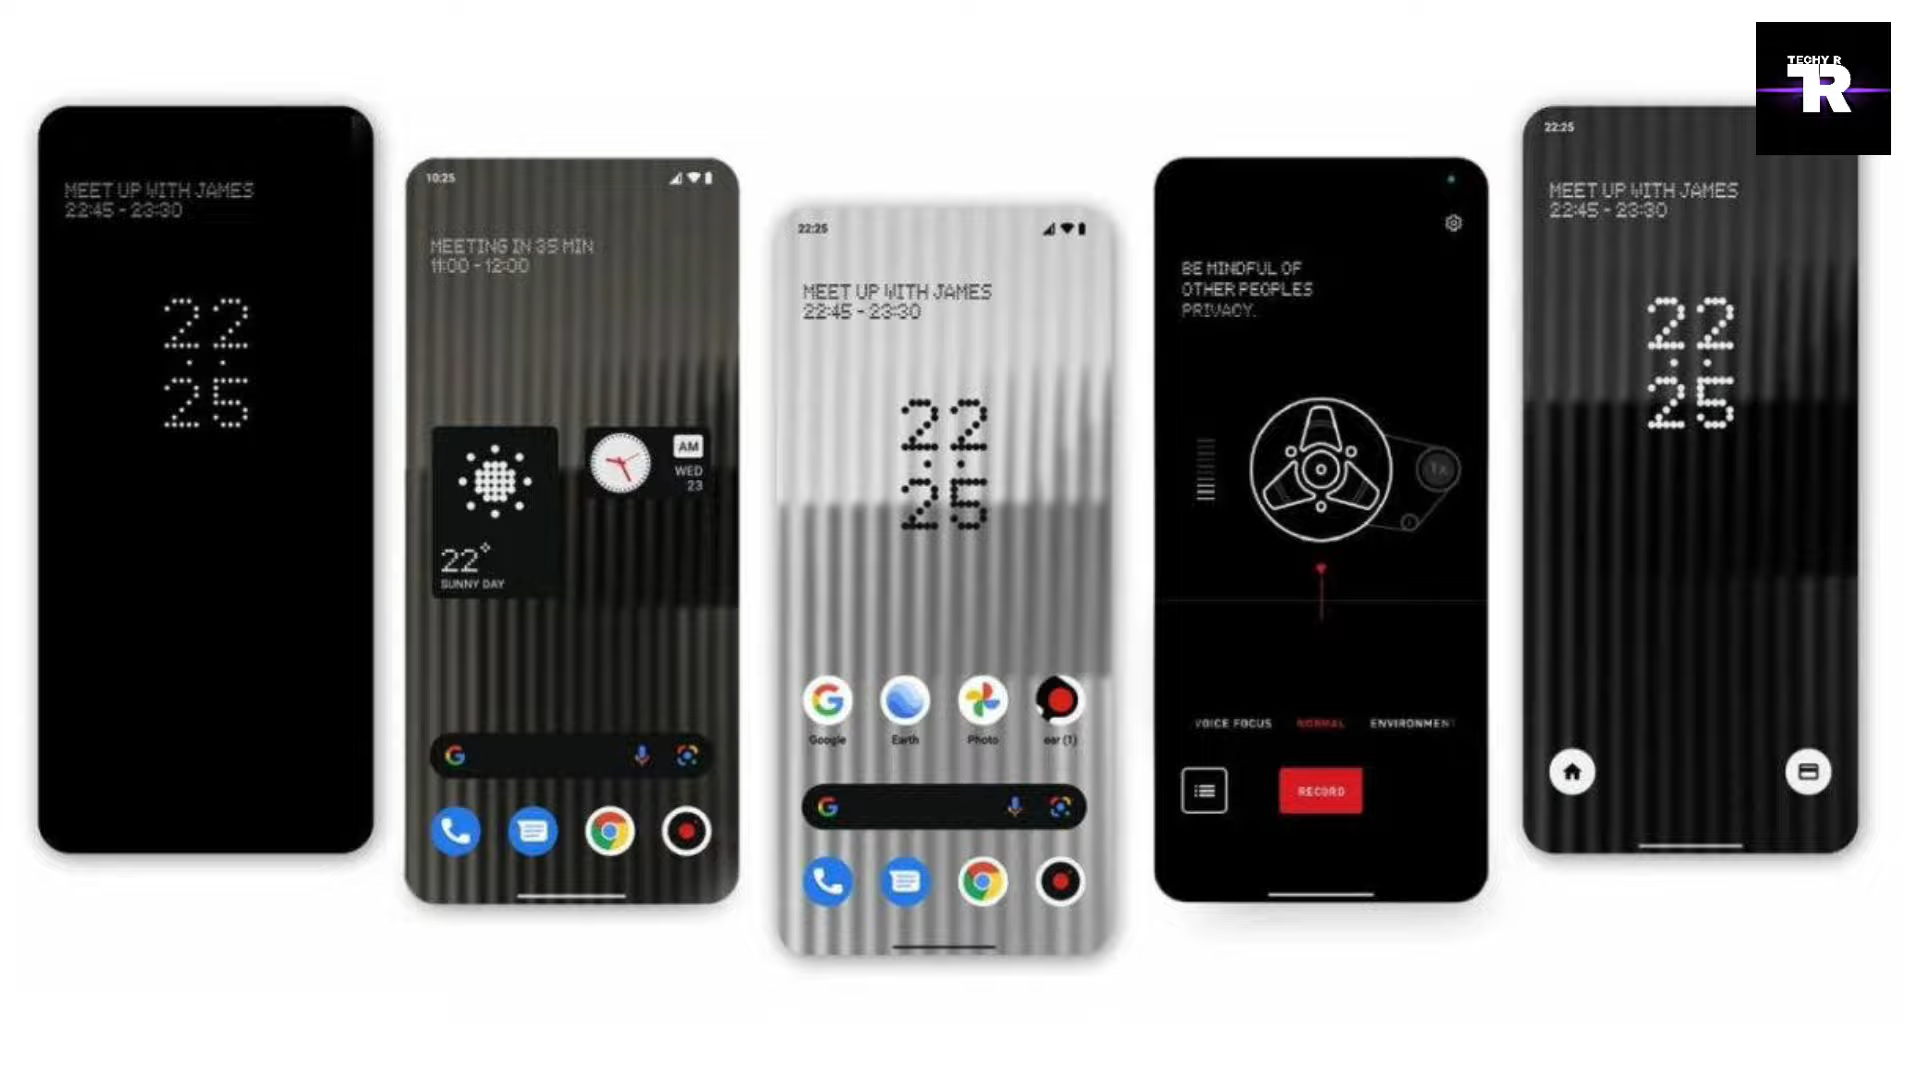 TECHY R
TR
MEET UP WITH JAMES
22:45 - 23:30
22
:
25
10:25
MEETING IN 35 MIN
11:00 - 12:00
AM
WED
23
22°
SUNNY DAY
22:25
MEET UP WITH JAMES
22:45 - 23:30
22
:
25
Google
Earth
Photo
ear (1)
BE MINDFUL OF
OTHER PEOPLES
PRIVACY.
1x
VOICE FOCUS
NORMAL
ENVIRONMENT
RECORD
22:25
MEET UP WITH JAMES
22:45 - 23:30
22
:
25